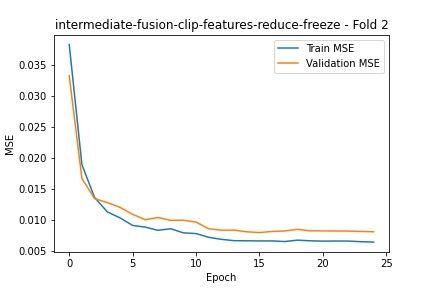 intermediate-fusion-clip-features-reduce-freeze - Fold 2
Train MSE
Validation MSE
MSE
0.035
0.030
0.025
0.020
0.015
0.010
0.005
0 5 10 15 20 25
Epoch